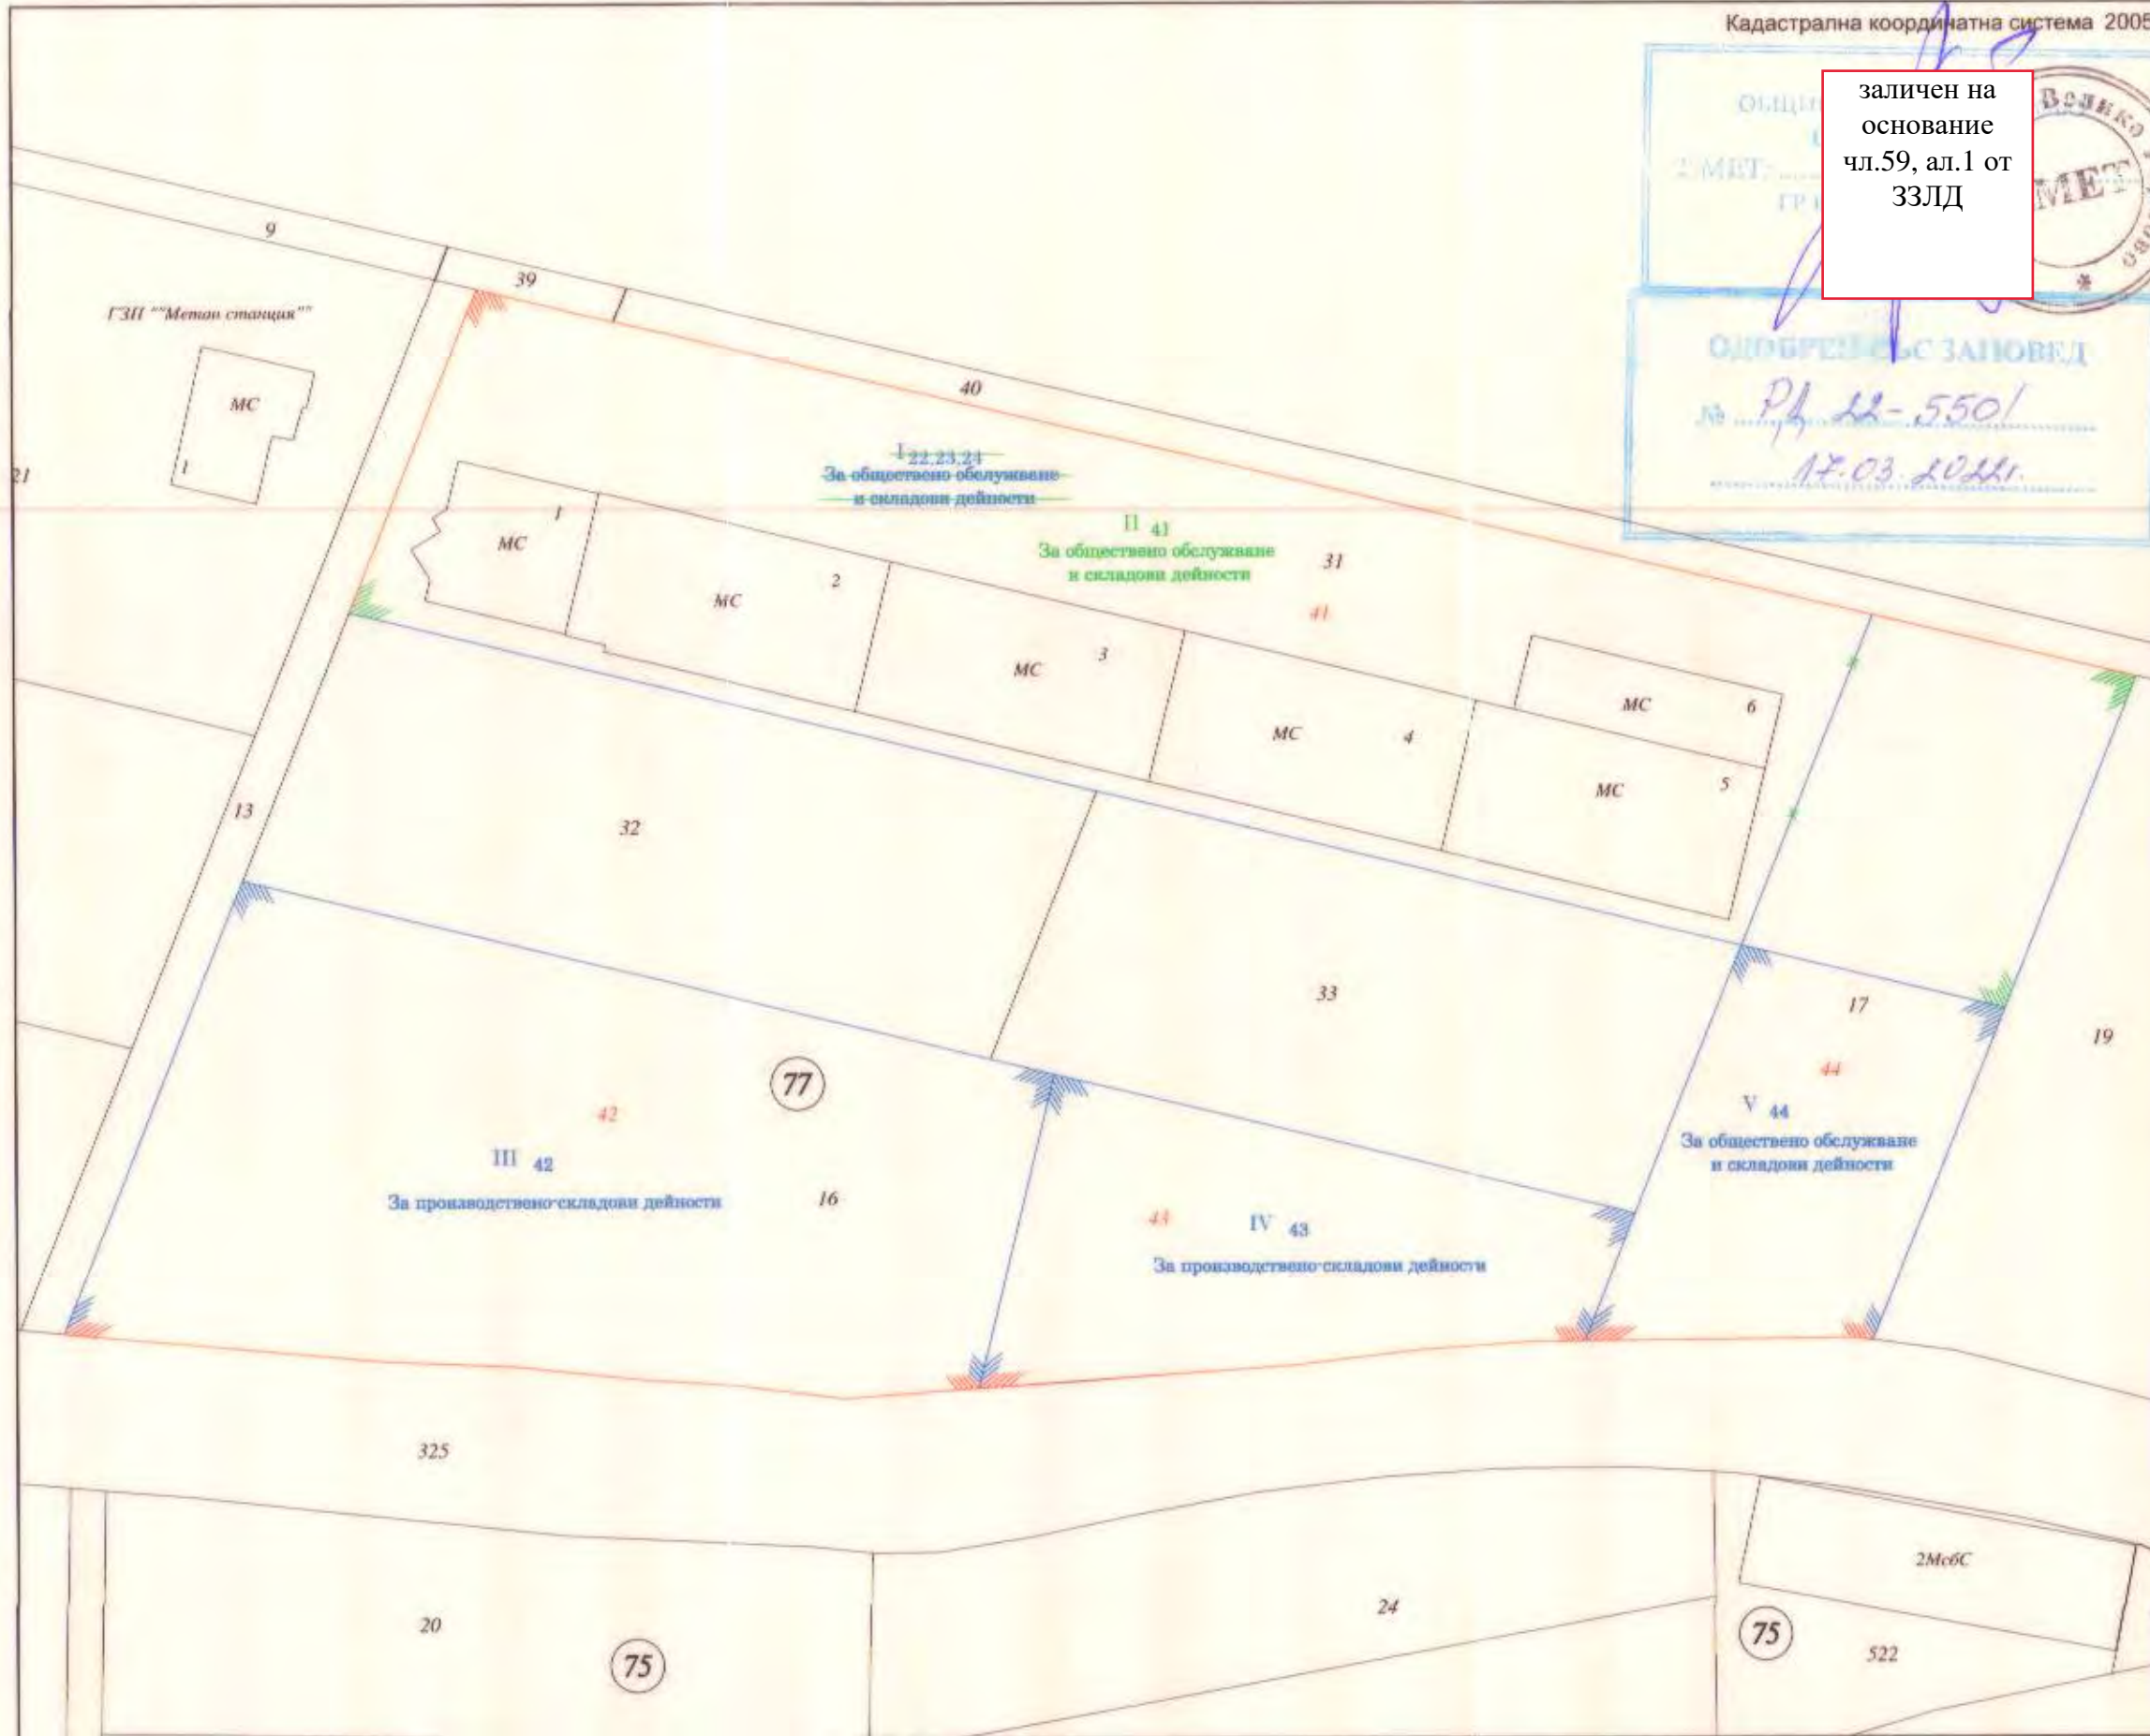 Кадастрална координатна система 2005
заличен на
основание
чл.59, ал.1 от
ЗЗЛД
Велико
МЕТ
ОДОБРЕН СЪС ЗАПОВЕД
№ РД 22-550/
17.03.2022г.
9
39
ГЗП ""Метан станция""
МС
1
21
40
I 22,23,24
За обществено обслужване
и складови дейности
II 41
За обществено обслужване
и складови дейности
31
41
МС
1
МС
2
МС
3
МС
4
МС
5
МС
6
13
32
33
17
19
44
V 44
За обществено обслужване
и складови дейности
77
42
III 42
За производствено-складови дейности
16
43
IV 43
За производствено-складови дейности
325
20
75
24
2МсбС
75
522